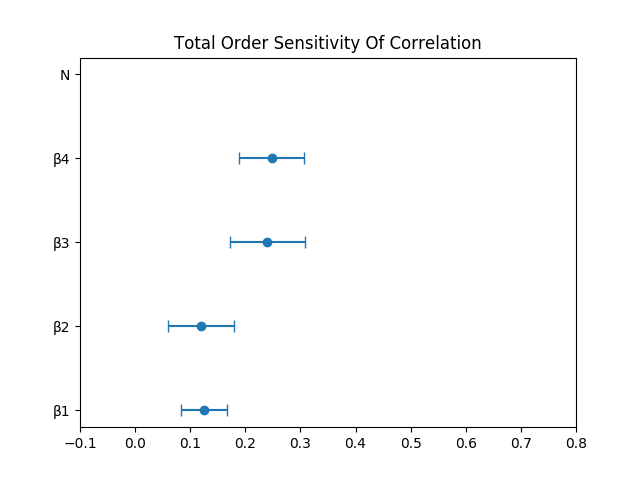 Total Order Sensitivity Of Correlation
N
β4
β3
β2
β1
−0.1 0.0 0.1 0.2 0.3 0.4 0.5 0.6 0.7 0.8